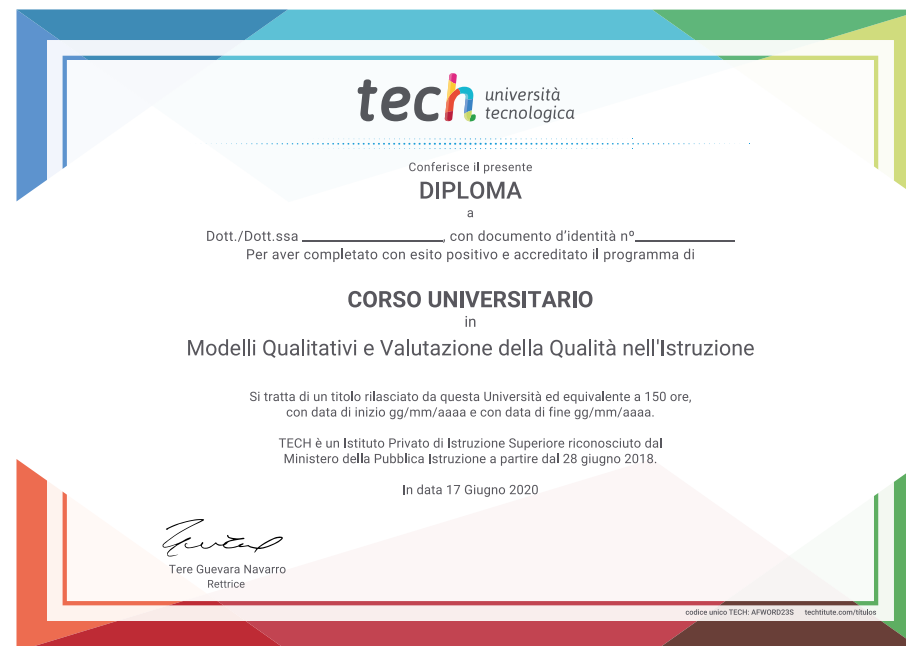 tech università
tecnologica
Conferisce il presente
DIPLOMA
a
Dott./Dott.ssa ____________________, con documento d'identità nº______________
Per aver completato con esito positivo e accreditato il programma di
CORSO UNIVERSITARIO
in
Modelli Qualitativi e Valutazione della Qualità nell'Istruzione
Si tratta di un titolo rilasciato da questa Università ed equivalente a 150 ore,
con data di inizio gg/mm/aaaa e con data di fine gg/mm/aaaa.
TECH è un Istituto Privato di Istruzione Superiore riconosciuto dal
Ministero della Pubblica Istruzione a partire dal 28 giugno 2018.
In data 17 Giugno 2020
Tere Guevara Navarro
Rettrice
codice unico TECH: AFWORD23S techtitute.com/titulos